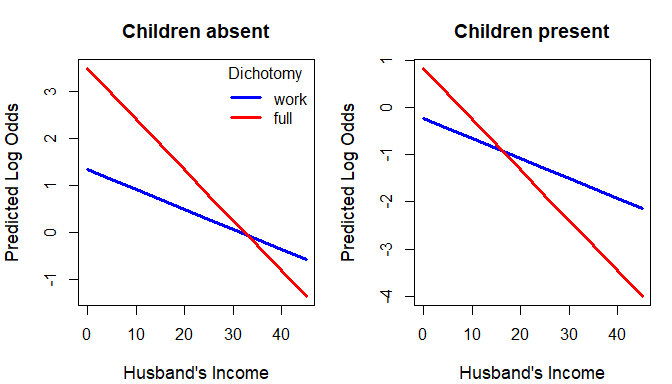 Children absent
Predicted Log Odds
3
2
1
0
-1
0 10 20 30 40
Husband's Income
Dichotomy
work
full
Children present
Predicted Log Odds
1
0
-1
-2
-3
-4
0 10 20 30 40
Husband's Income